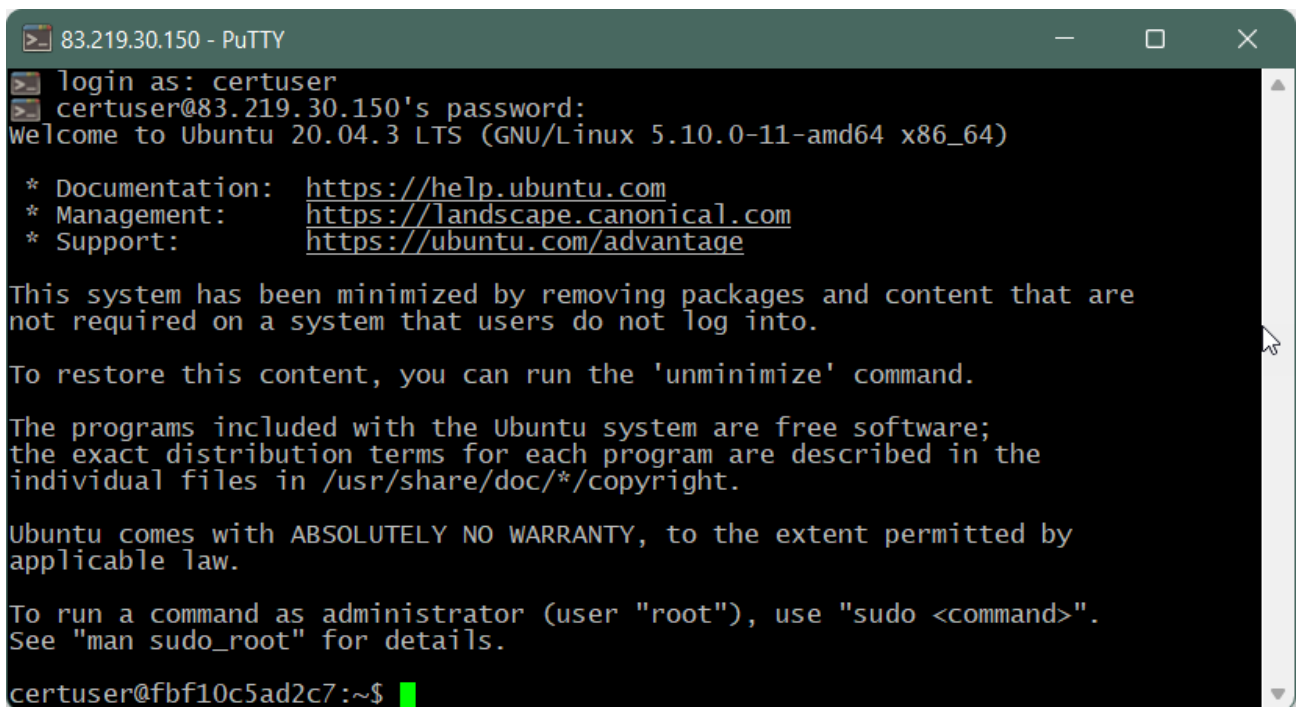 83.219.30.150 - PuTTY
login as: certuser
certuser@83.219.30.150's password:
Welcome to Ubuntu 20.04.3 LTS (GNU/Linux 5.10.0-11-amd64 x86_64)
* Documentation:  https://help.ubuntu.com
* Management:     https://landscape.canonical.com
* Support:        https://ubuntu.com/advantage
This system has been minimized by removing packages and content that are
not required on a system that users do not log into.
To restore this content, you can run the 'unminimize' command.
The programs included with the Ubuntu system are free software;
the exact distribution terms for each program are described in the
individual files in /usr/share/doc/*/copyright.
Ubuntu comes with ABSOLUTELY NO WARRANTY, to the extent permitted by
applicable law.
To run a command as administrator (user "root"), use "sudo <command>".
See "man sudo_root" for details.
certuser@fbf10c5ad2c7:~$